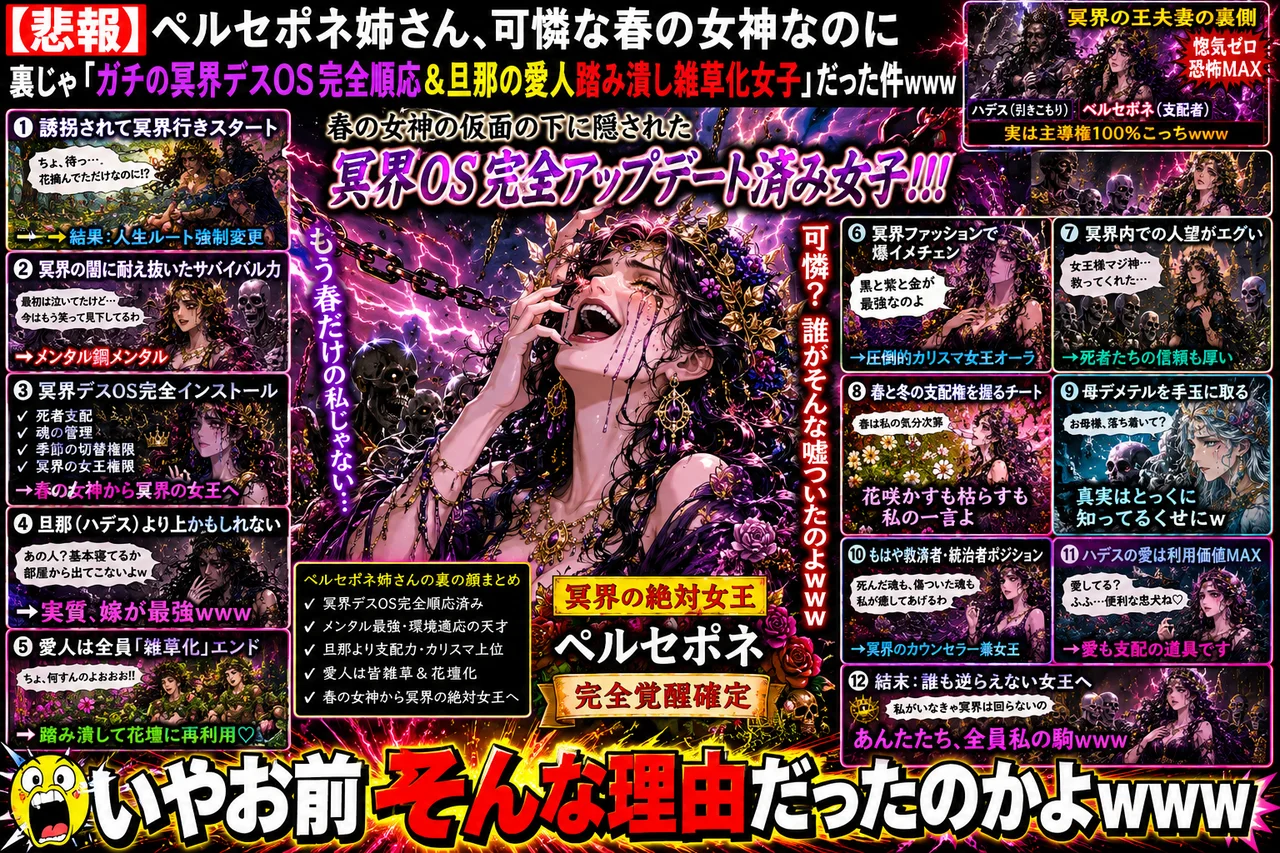 【悲報】ペルセポネ姉さん、可憐な春の女神なのに
裏じゃ「ガチの冥界デスOS完全順応&旦那の愛人踏み潰し雑草化女子」だった件www
冥界の王夫妻の裏側
惚気ゼロ
恐怖MAX
ハデス(引きこもり)
ペルセポネ(支配者)
実は主導権100%こっちwww
春の女神の仮面の下に隠された
冥界OS完全アップデート済み女子!!!
もう春だけの私じゃない…
可憐?誰がそんな嘘ついたのよwww
① 誘拐されて冥界行きスタート
ちょ、待っ…。
花摘んでただけなのに!?
→→結果:人生ルート強制変更
② 冥界の闇に耐え抜いたサバイバル力
最初は泣いてたけど…
今はもう笑って見下してるわ
→メンタル鋼メンタル
③ 冥界デスOS完全インストール
✓ 死者支配
✓ 魂の管理
✓ 季節の切替権限
✓ 冥界の女王権限
→春の女神から冥界の女王へ
④ 旦那(ハデス)より上かもしれない
あの人?基本寝てるか
部屋から出てこないよw
→実質、嫁が最強www
⑤ 愛人は全員「雑草化」エンド
ちょ、何すんのよおおお!!
→踏み潰して花壇に再利用♡
ペルセポネ姉さんの裏の顔まとめ
✓ 冥界デスOS完全順応済み
✓ メンタル最強・環境適応の天才
✓ 旦那より支配力・カリスマ上位
✓ 愛人は皆雑草&花壇化
✓ 春の女神から冥界の絶対女王へ
冥界の絶対女王
ペルセポネ
完全覚醒確定
⑥ 冥界ファッションで
爆イメチェン
黒と紫と金が
最強なのよ
→圧倒的カリスマ女王オーラ
⑦ 冥界内での人望がエグい
女王様マジ神…
救ってくれた…
→死者たちの信頼も厚い
⑧ 春と冬の支配権を握るチート
春は私の気分次第
花咲かすも枯らすも
私の一言よ
⑨ 母デメテルを手玉に取る
お母様、落ち着いて?
真実はとっくに
知ってるくせにw
⑩ もはや救済者・統治者ポジション
死んだ魂も、傷ついた魂も
私が癒してあげるわ
→冥界のカウンセラー兼女王
⑪ ハデスの愛は利用価値MAX
愛してる?
ふふ…便利な忠犬ね♡
→愛も支配の道具です
⑫ 結末:誰も逆らえない女王へ
私がいなきゃ冥界は回らないの
あんたたち、全員私の駒www
いやお前そんな理由だったのかよwww